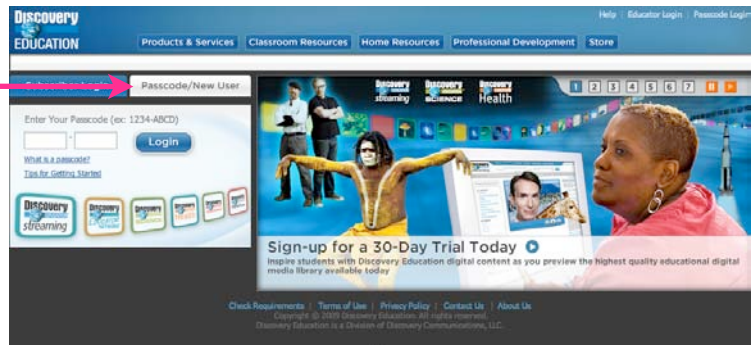 Discovery
EDUCATION
Help | Educator Login | Passcode Login
Products & Services
Classroom Resources
Home Resources
Professional Development
Store
Passcode/New User
Enter Your Passcode (ex: 1234-ABCD)
-
Login
What is a passcode?
Tips for Getting Started
Discovery
streaming
Discovery
streaming
Discovery
SCIENCE
Discovery
Health
1 2 3 4 5 6 7
Sign-up for a 30-Day Trial Today
Inspire students with Discovery Education digital content as you preview the highest quality educational digital
media library available today
Check Requirements | Terms of Use | Privacy Policy | Contact Us | About Us
Copyright © 2009 Discovery Education. All rights reserved.
Discovery Education is a Division of Discovery Communications, LLC.